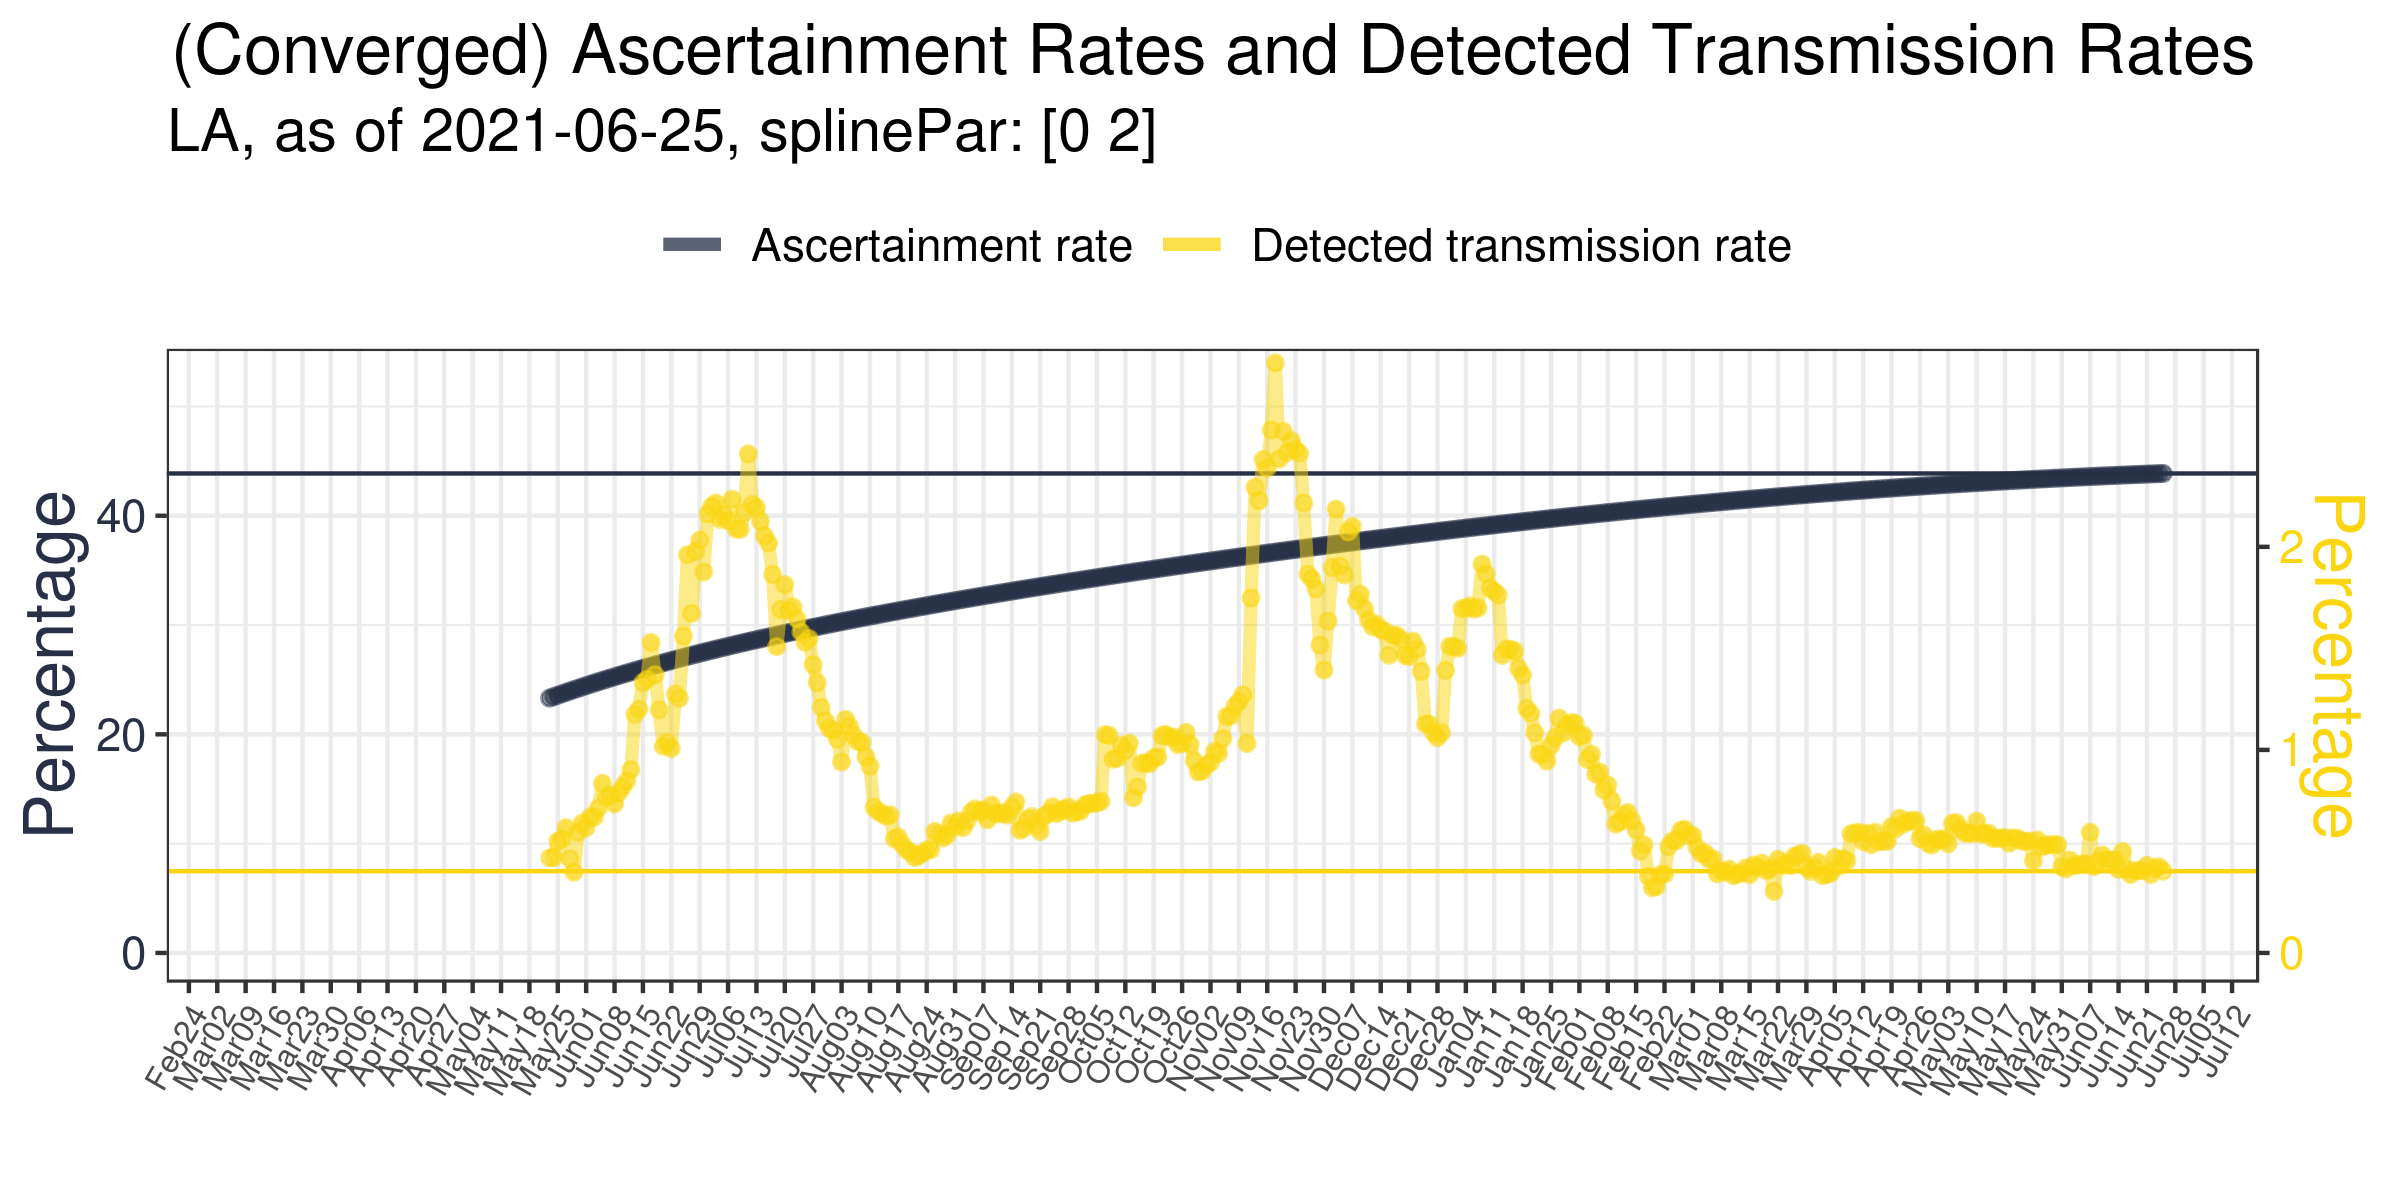 (Converged) Ascertainment Rates and Detected Transmission Rates
LA, as of 2021-06-25, splinePar: [0 2]
Ascertainment rate Detected transmission rate
Percentage
40
20
0
2
1
0
Percentage
Feb24 Mar02 Mar09 Mar16 Mar23 Mar30 Apr06 Apr13 Apr20 Apr27 May04 May11 May18 May25 Jun01 Jun08 Jun15 Jun22 Jun29 Jul06 Jul13 Jul20 Jul27 Aug03 Aug10 Aug17 Aug24 Aug31 Sep07 Sep14 Sep21 Sep28 Oct05 Oct12 Oct19 Oct26 Nov02 Nov09 Nov16 Nov23 Nov30 Dec07 Dec14 Dec21 Dec28 Jan04 Jan11 Jan18 Jan25 Feb01 Feb08 Feb15 Feb22 Mar01 Mar08 Mar15 Mar22 Mar29 Apr05 Apr12 Apr19 Apr26 May03 May10 May17 May24 May31 Jun07 Jun14 Jun21 Jun28 Jul05 Jul12